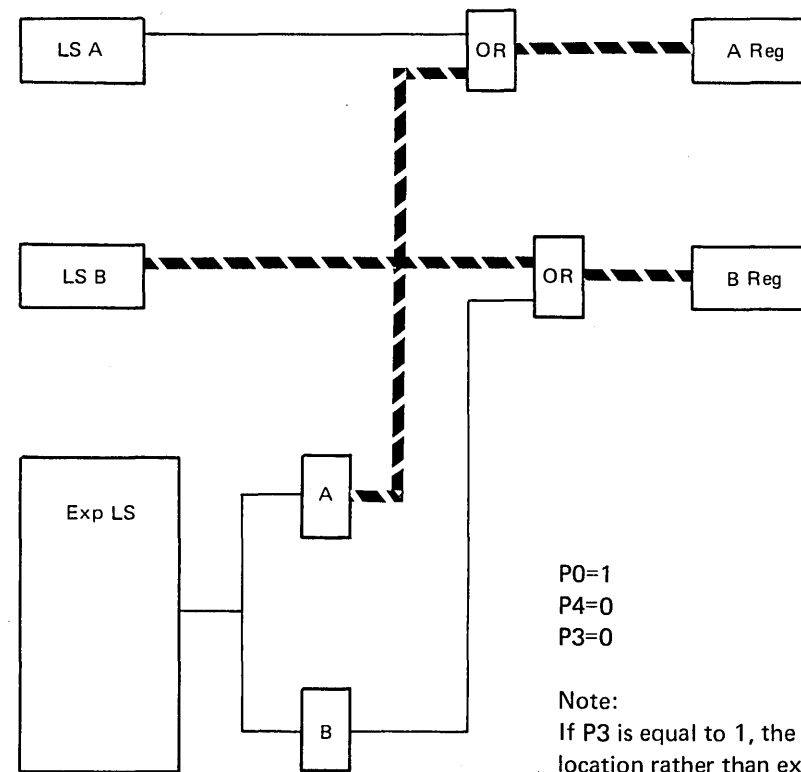 LS A
OR
A Reg
LS B
OR
B Reg
Exp LS
A
B
P0=1
P4=0
P3=0
Note:
If P3 is equal to 1, the
location rather than ex